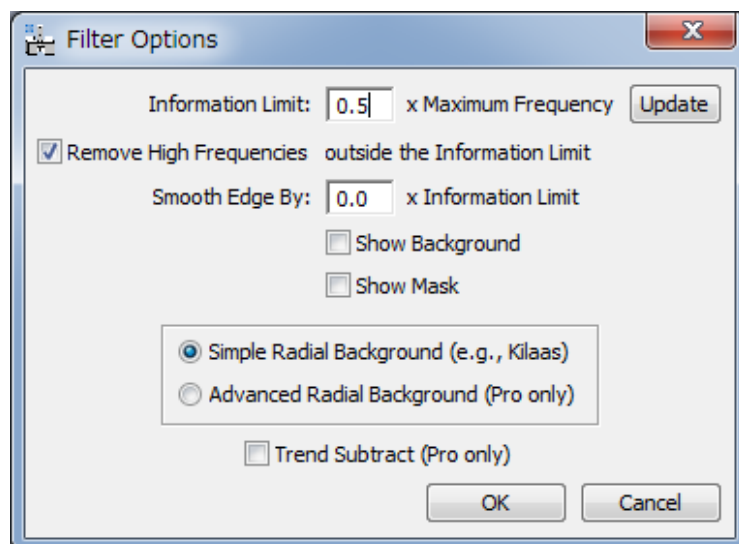 Filter Options
Information Limit: 0.5 x Maximum Frequency Update
Remove High Frequencies outside the Information Limit
Smooth Edge By: 0.0 x Information Limit
Show Background
Show Mask
Simple Radial Background (e.g., Kilaas)
Advanced Radial Background (Pro only)
Trend Subtract (Pro only)
OK Cancel